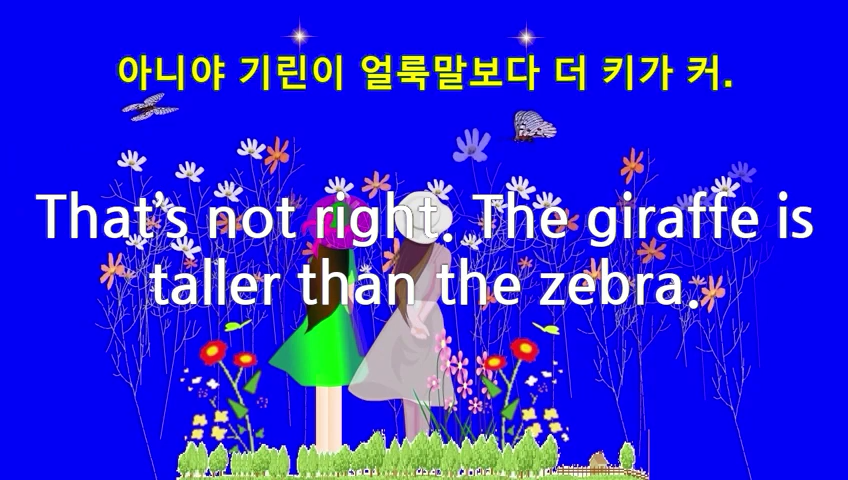 아니야 기린이 얼룩말보다 더 키가 커.
That's not right. The giraffe is
taller than the zebra.